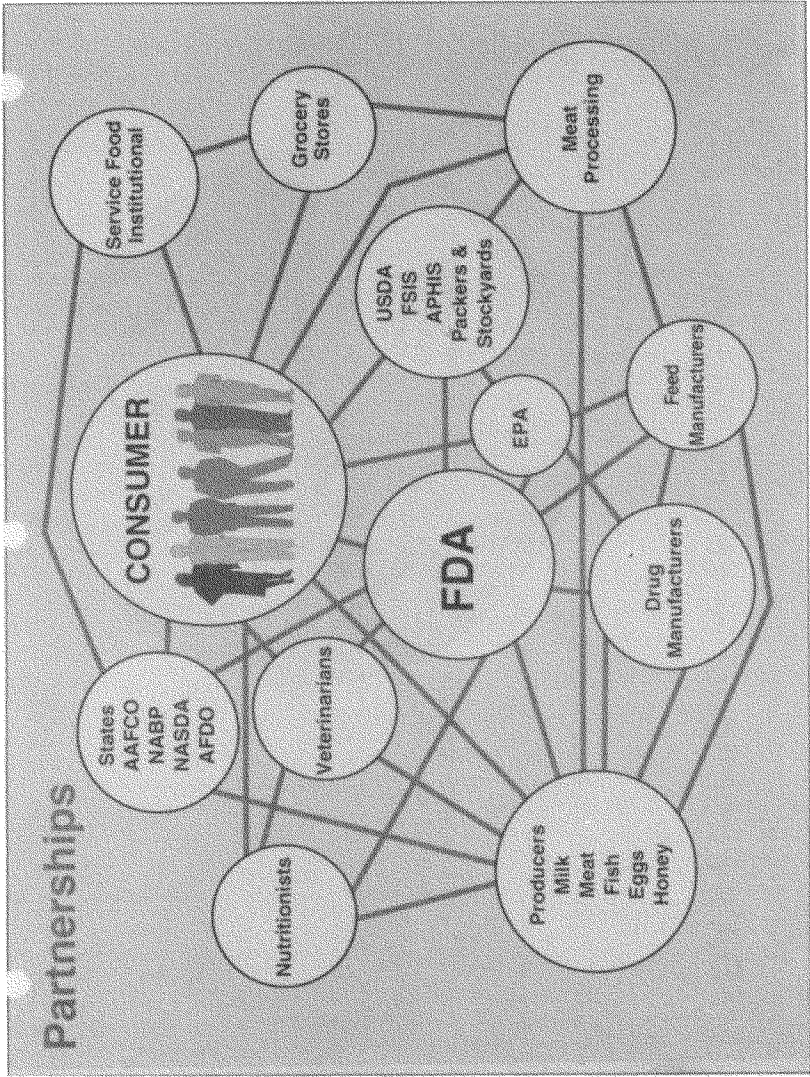 Partnerships
States
AAFCO
NABP
NASDA
AFDO
CONSUMER
Service Food
Institutional
Nutritionists
Veterinarians
Grocery
Stores
FDA
USDA
FSIS
APHIS
Packers &
Stockyards
EPA
Producers
Milk
Meat
Fish
Eggs
Honey
Drug
Manufacturers
Feed
Manufacturers
Meat
Processing